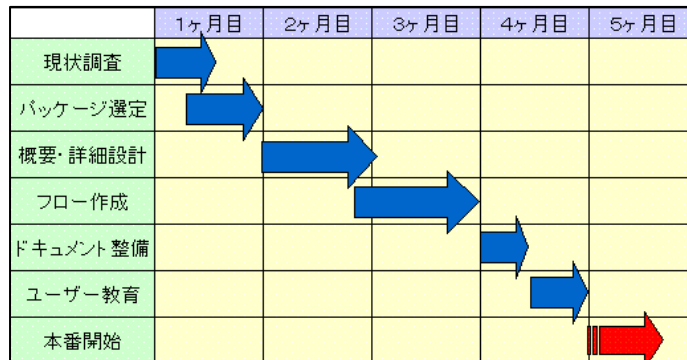 1ヶ月目 2ヶ月目 3ヶ月目 4ヶ月目 5ヶ月目
現状調査
パッケージ選定
概要・詳細設計
フロー作成
ドキュメント整備
ユーザー教育
本番開始